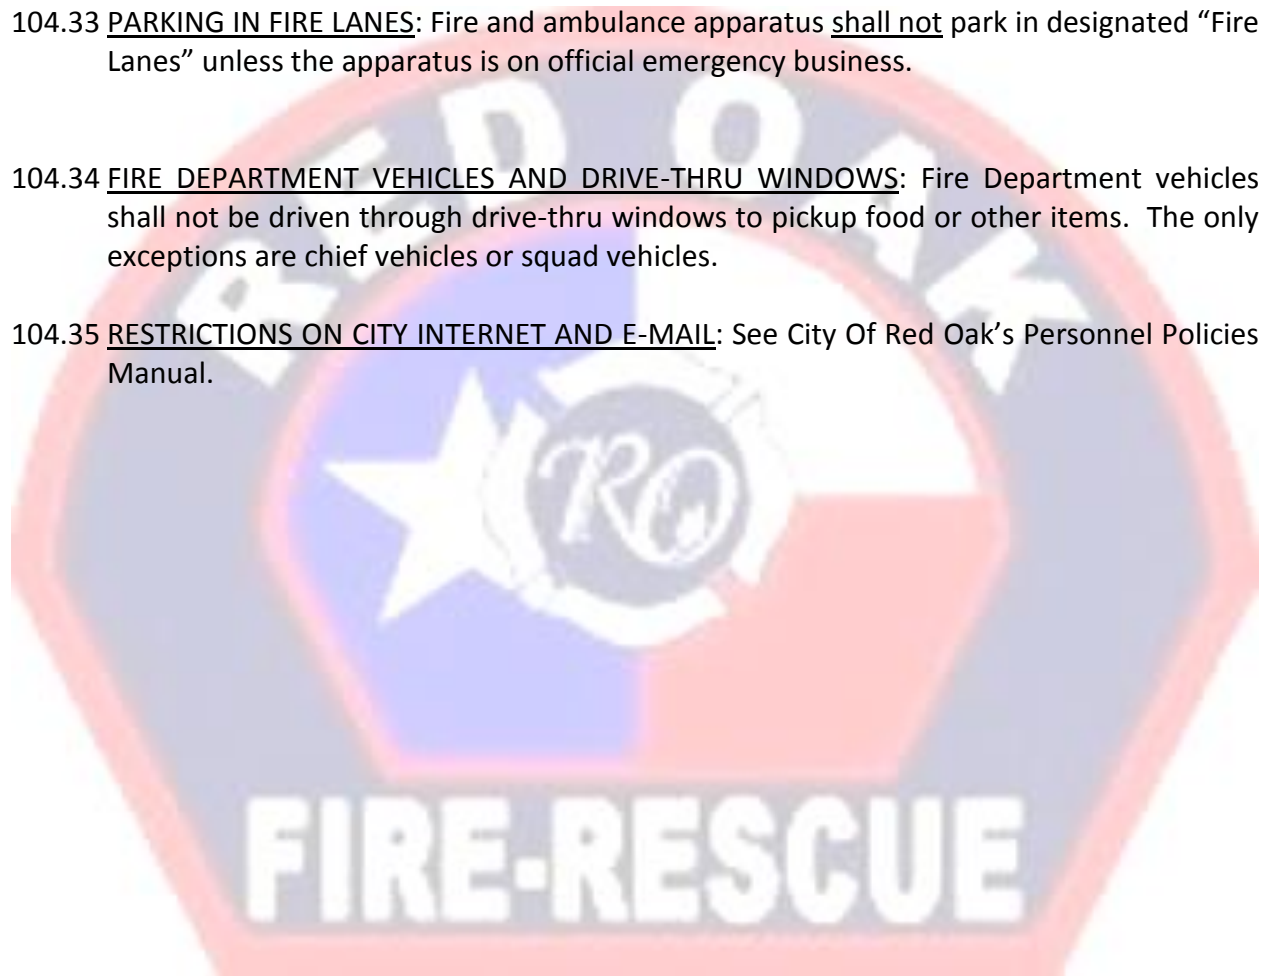 104.33 PARKING IN FIRE LANES: Fire and ambulance apparatus shall not park in designated “Fire
Lanes” unless the apparatus is on official emergency business.
104.34 FIRE DEPARTMENT VEHICLES AND DRIVE-THRU WINDOWS: Fire Department vehicles
shall not be driven through drive-thru windows to pickup food or other items. The only
exceptions are chief vehicles or squad vehicles.
104.35 RESTRICTIONS ON CITY INTERNET AND E-MAIL: See City Of Red Oak’s Personnel Policies
Manual.
RED OAK
RO
FIRE-RESCUE